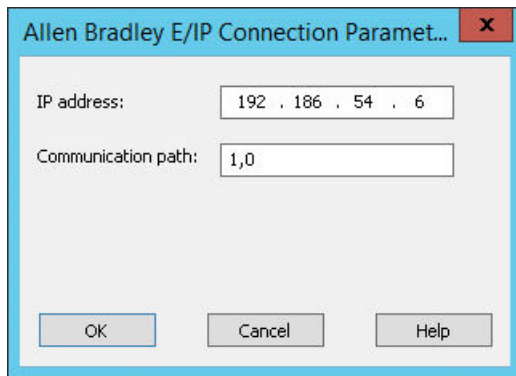 Allen Bradley E/IP Connection Paramet... x
IP address: 192 . 186 . 54 . 6
Communication path: 1,0
OK Cancel Help